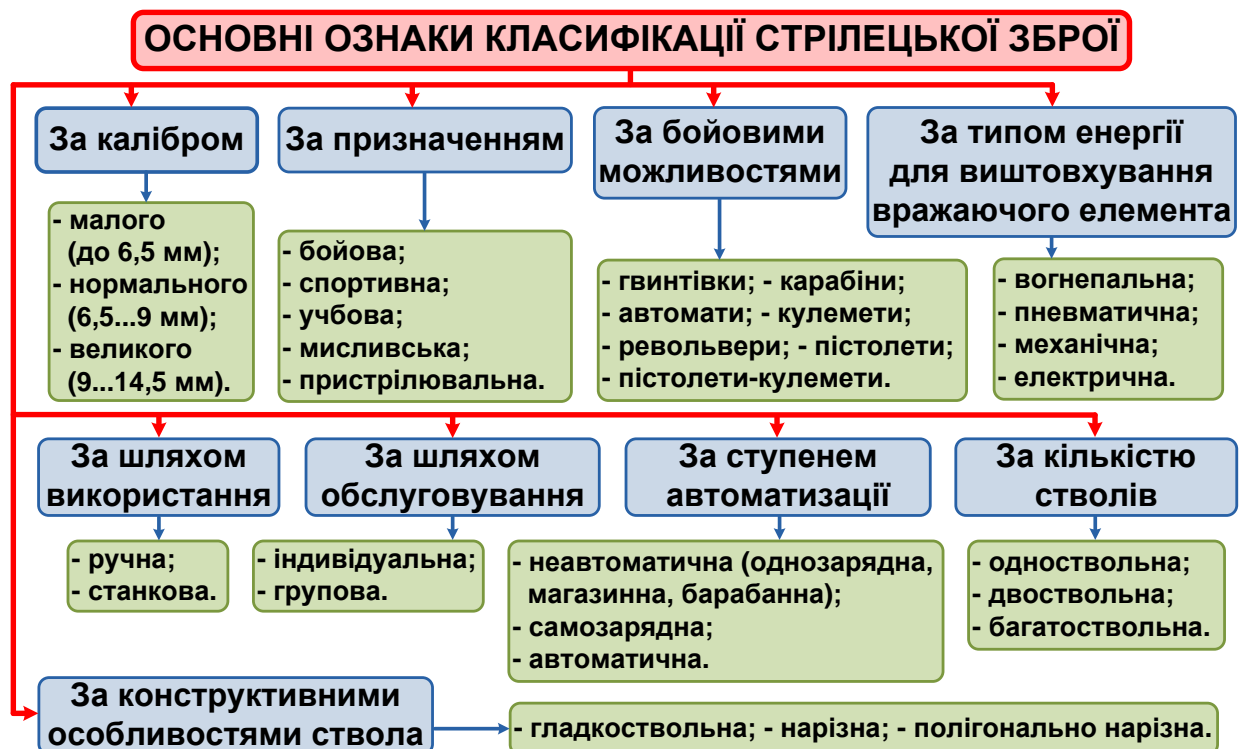 ОСНОВНІ ОЗНАКИ КЛАСИФІКАЦІЇ СТРІЛЕЦЬКОЇ ЗБРОЇ
За калібром
- малого
(до 6,5 мм);
- нормального
(6,5...9 мм);
- великого
(9...14,5 мм).
За призначенням
- бойова;
- спортивна;
- учбова;
- мисливська;
- пристрілювальна.
За бойовими
можливостями
- гвинтівки; - карабіни;
- автомати; - кулемети;
- револьвери; - пістолети;
- пістолети-кулемети.
За типом енергії
для виштовхування
вражаючого елемента
- вогнепальна;
- пневматична;
- механічна;
- електрична.
За шляхом
використання
- ручна;
- станкова.
За шляхом
обслуговування
- індивідуальна;
- групова.
За ступенем
автоматизації
- неавтоматична (однозарядна,
магазинна, барабанна);
- самозарядна;
- автоматична.
За кількістю
стволів
- одноствольна;
- двоствольна;
- багатоствольна.
За конструктивними
особливостями ствола
- гладкоствольна; - нарізна; - полігонально нарізна.